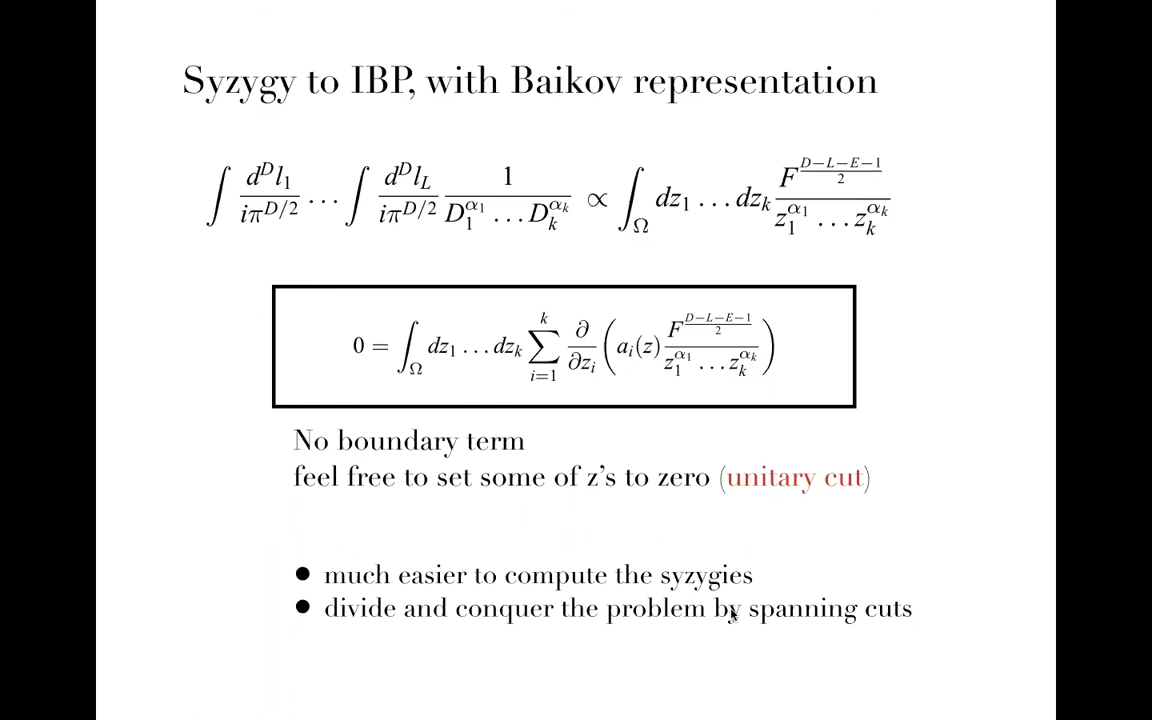 Syzygy to IBP, with Baikov representation
∫ d^D l_1 / iπ^{D/2} ⋯ ∫ d^D l_L / iπ^{D/2} 1 / D_1^{α_1} … D_k^{α_k} ∝ ∫_Ω dz_1 … dz_k F^{(D−L−E−1)/2} / z_1^{α_1} … z_k^{α_k}
0 = ∫_Ω dz_1 … dz_k ∑_{i=1}^{k} ∂/∂z_i ( a_i(z) F^{(D−L−E−1)/2} / z_1^{α_1} … z_k^{α_k} )
No boundary term
feel free to set some of z's to zero (unitary cut)
● much easier to compute the syzygies
● divide and conquer the problem by spanning cuts